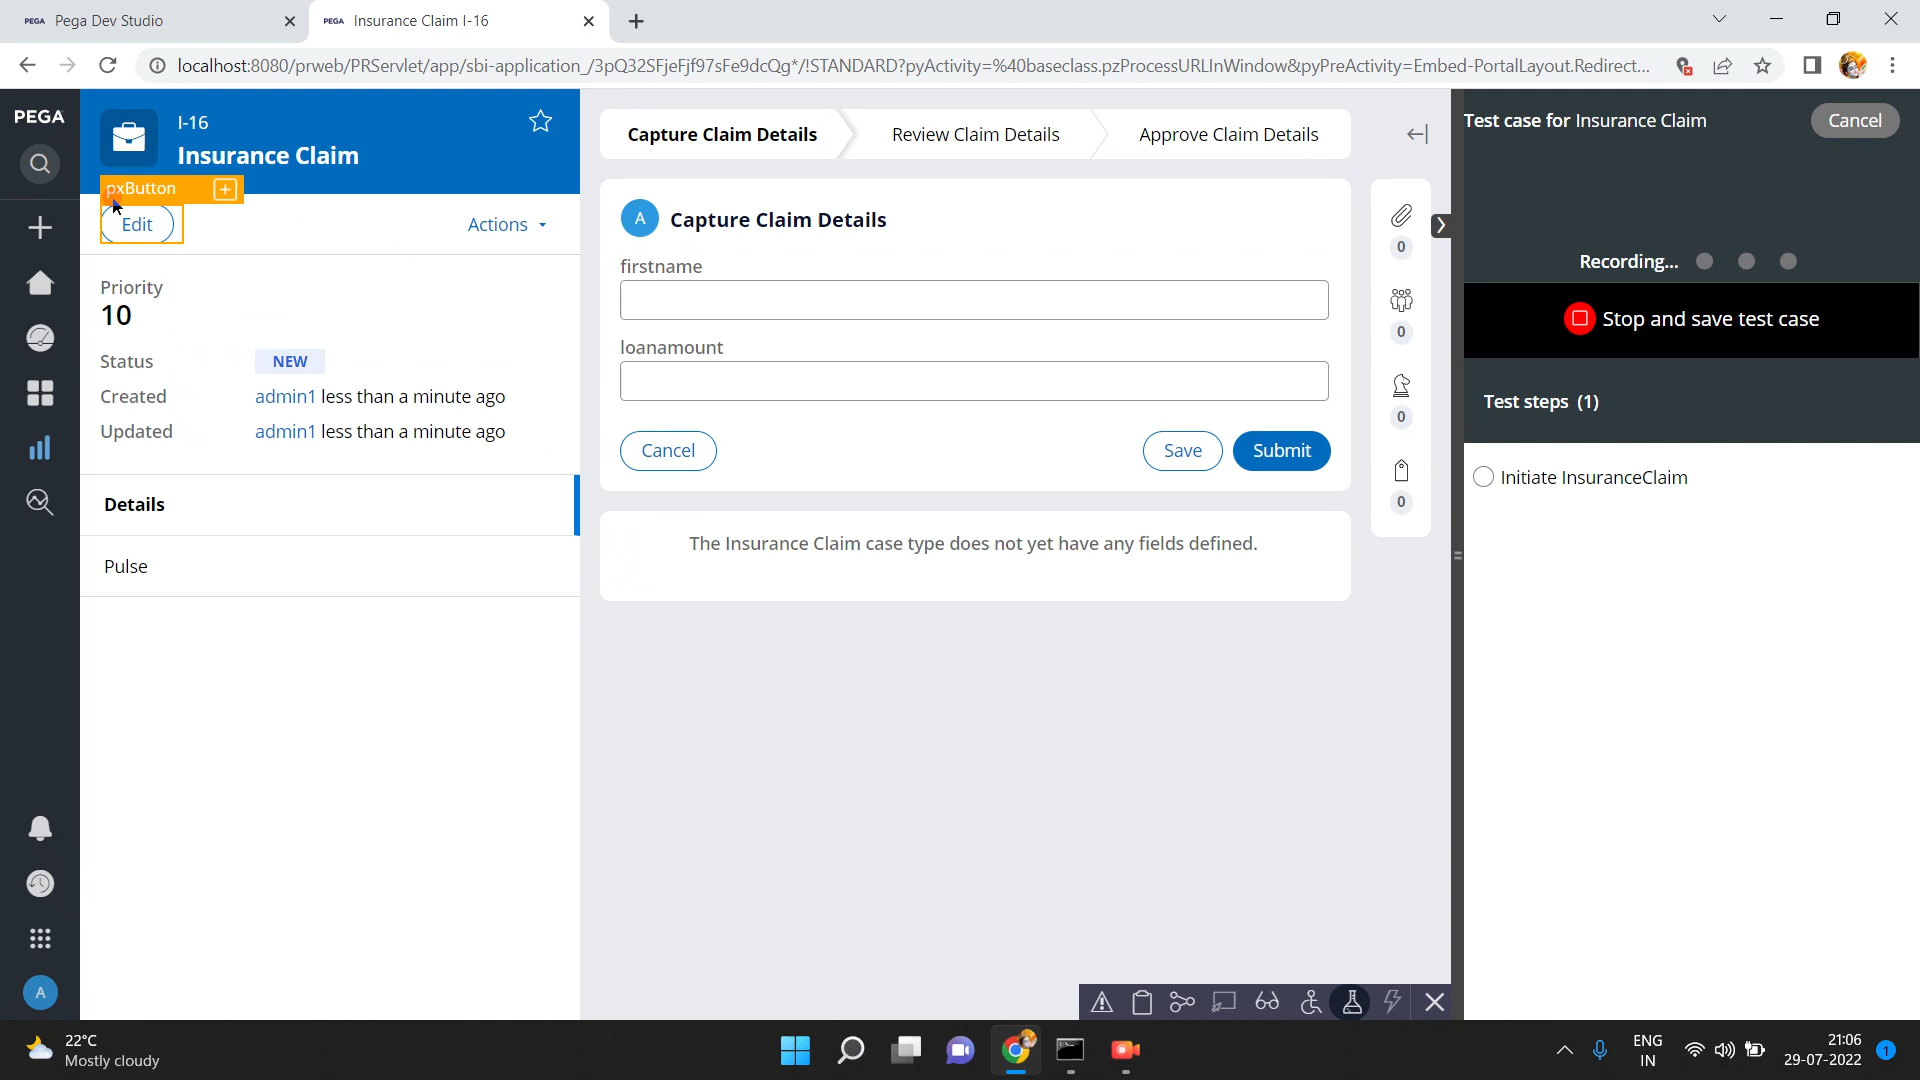 PEGA Pega Dev Studio
PEGA Insurance Claim I-16
localhost:8080/prweb/PRServlet/app/sbi-application_/3pQ32SFjeFjf97sFe9dcQg*/!STANDARD?pyActivity=%40baseclass.pzProcessURLInWindow&pyPreActivity=Embed-PortalLayout.Redirect...
PEGA
I-16
Insurance Claim
pxButton
Edit
Actions
Priority
10
Status NEW
Created admin1 less than a minute ago
Updated admin1 less than a minute ago
Details
Pulse
A
Capture Claim Details
Review Claim Details
Approve Claim Details
A Capture Claim Details
firstname
loanamount
Cancel
Save
Submit
The Insurance Claim case type does not yet have any fields defined.
0
0
0
0
Test case for Insurance Claim
Cancel
Recording...
Stop and save test case
Test steps (1)
Initiate InsuranceClaim
22°C
Mostly cloudy
ENG
IN
21:06
29-07-2022
1